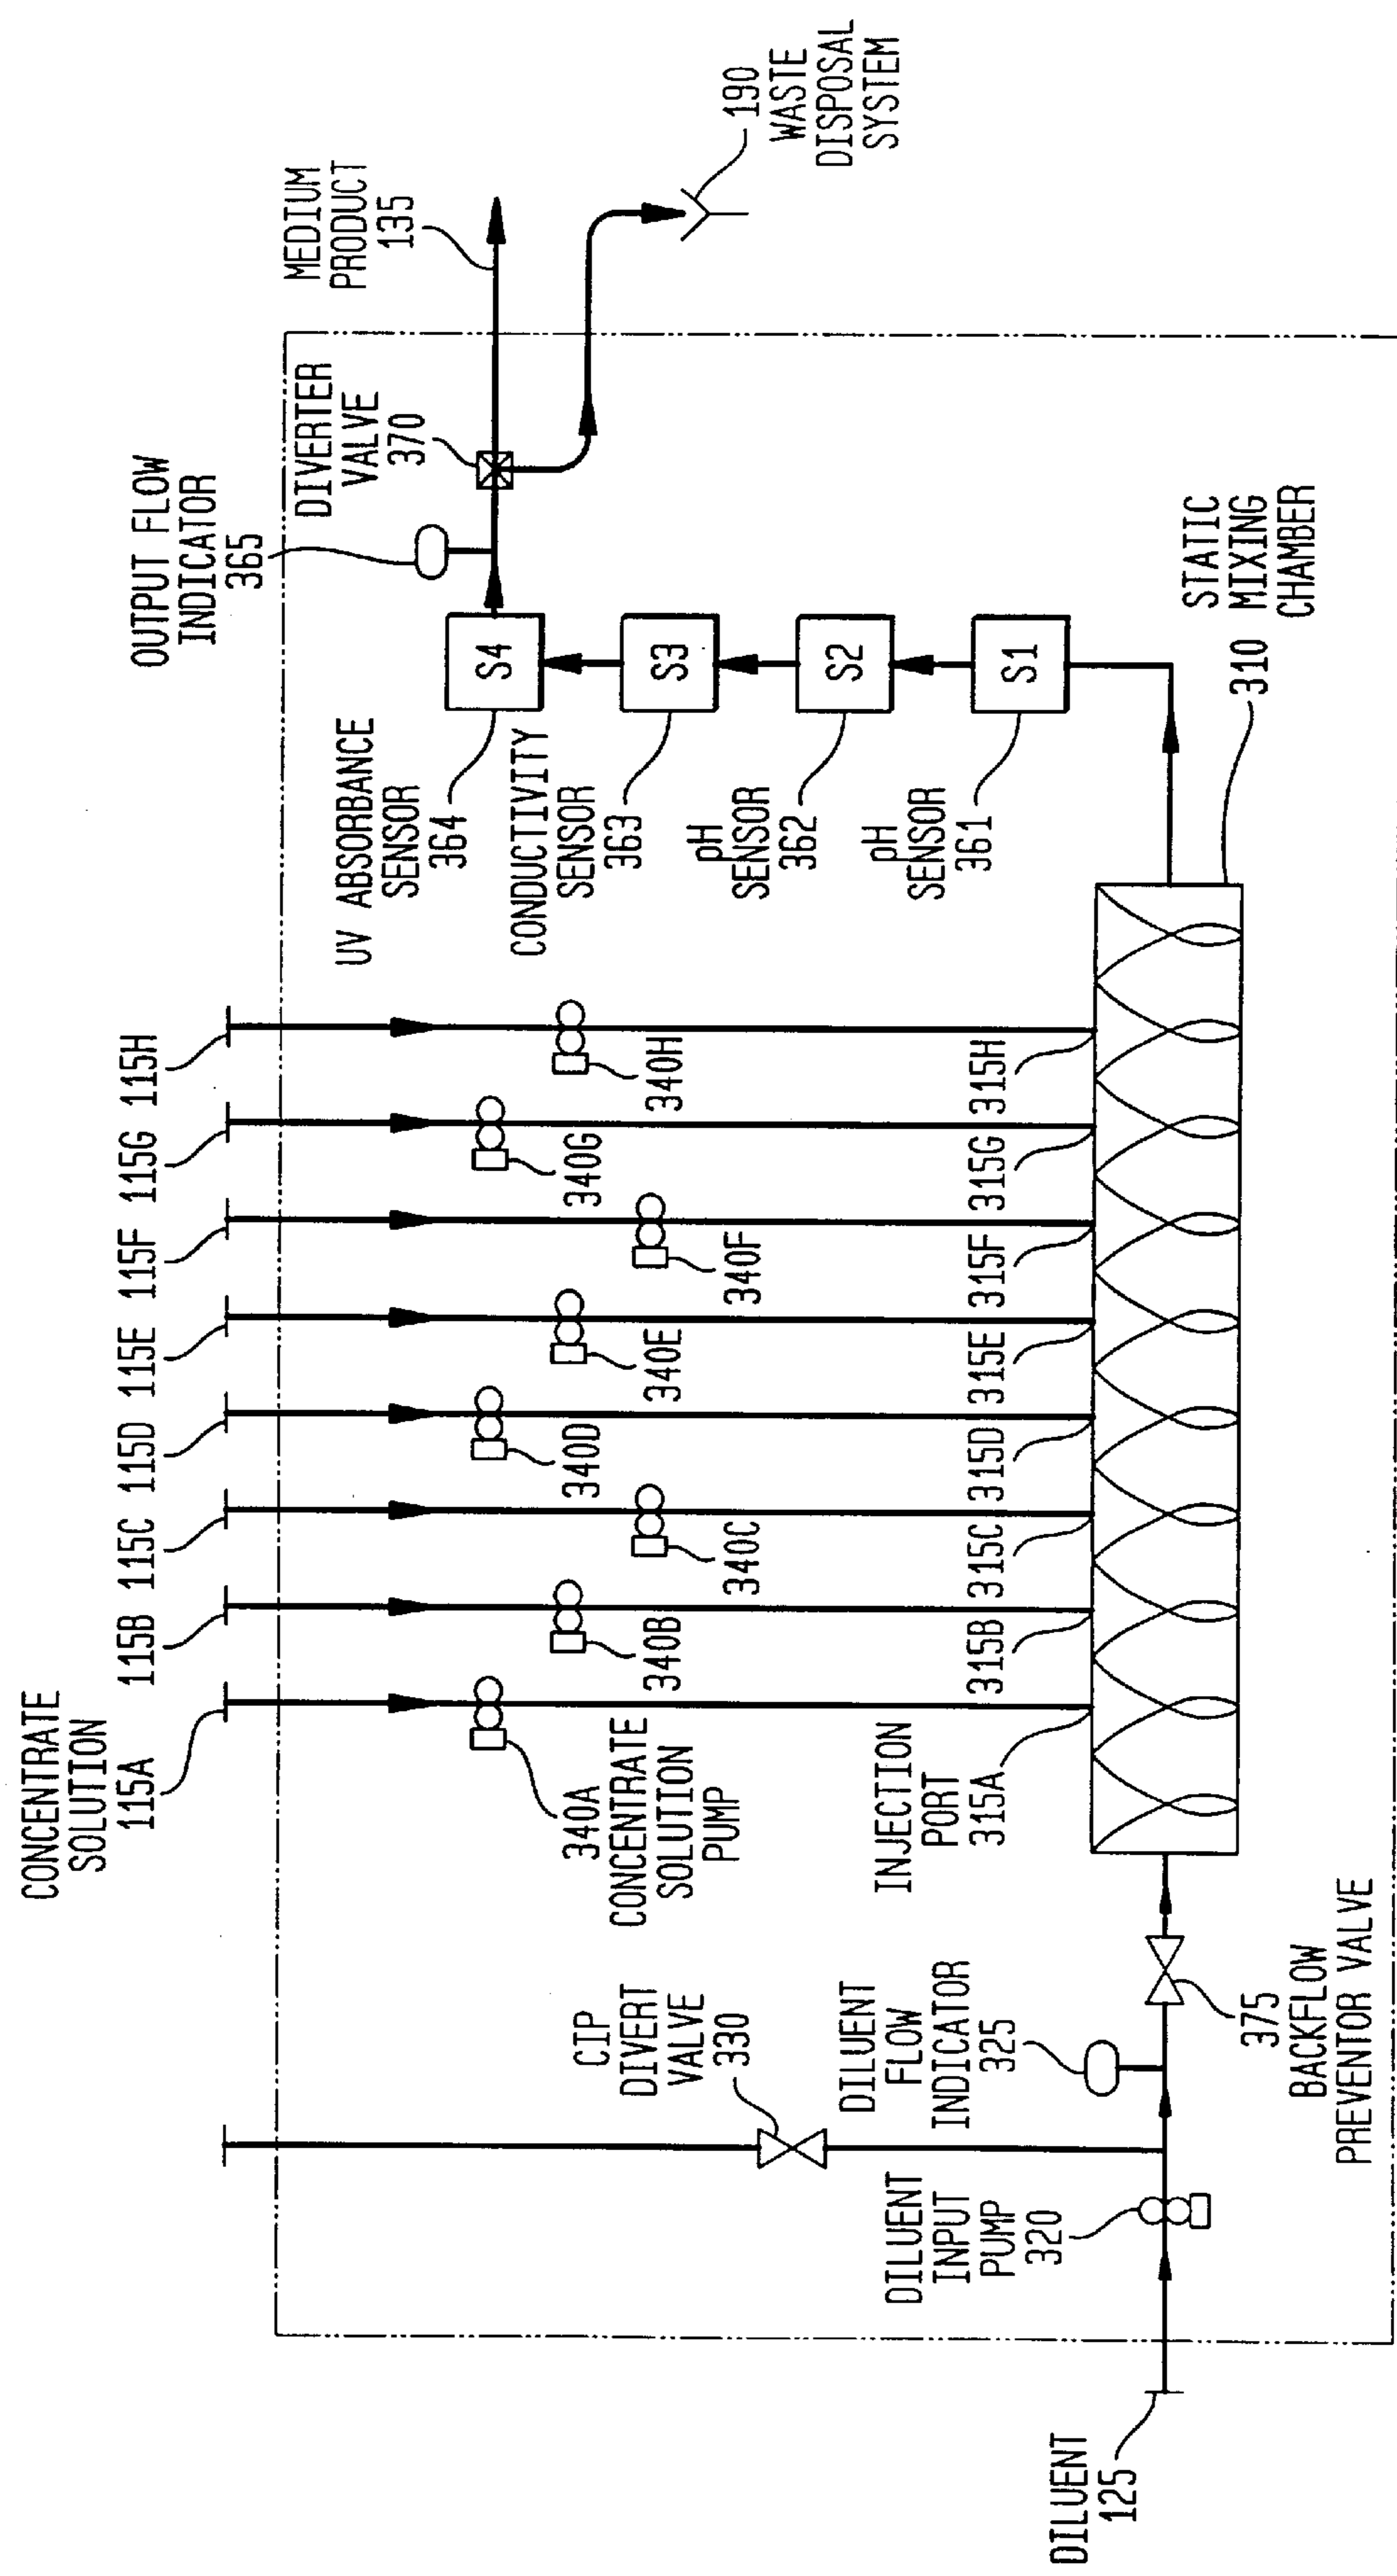 CONCENTRATE
SOLUTION
115A
115B
115C
115D
115E
115F
115G
115H
OUTPUT FLOW
INDICATOR
365
DIVERTER
VALVE
370
MEDIUM
PRODUCT
135
190
WASTE
DISPOSAL
SYSTEM
UV ABSORBANCE
SENSOR
364
S4
CONDUCTIVITY
SENSOR
363
S3
pH
SENSOR
362
S2
pH
SENSOR
361
S1
340A
CONCENTRATE
SOLUTION
PUMP
340B
340C
340D
340E
340F
340G
340H
CIP
DIVERT
VALVE
330
INJECTION
PORT
315A
315B
315C
315D
315E
315F
315G
315H
DILUENT
FLOW
INDICATOR
325
DILUENT
INPUT
PUMP
320
DILUENT
125
375
BACKFLOW
PREVENTOR VALVE
310
STATIC
MIXING
CHAMBER